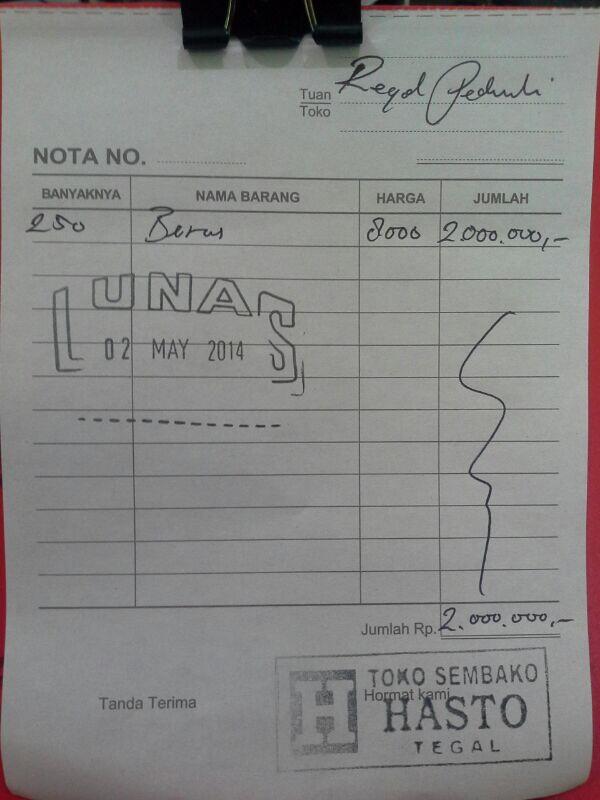 Tuan Regol Peduli
Toko
NOTA NO.
BANYAKNYA NAMA BARANG HARGA JUMLAH
250 Beras 8000 2.000.000,-
LUNAS
02 MAY 2014
Jumlah Rp. 2.000.000,-
Tanda Terima Hormat kami
H TOKO SEMBAKO
HASTO
TEGAL